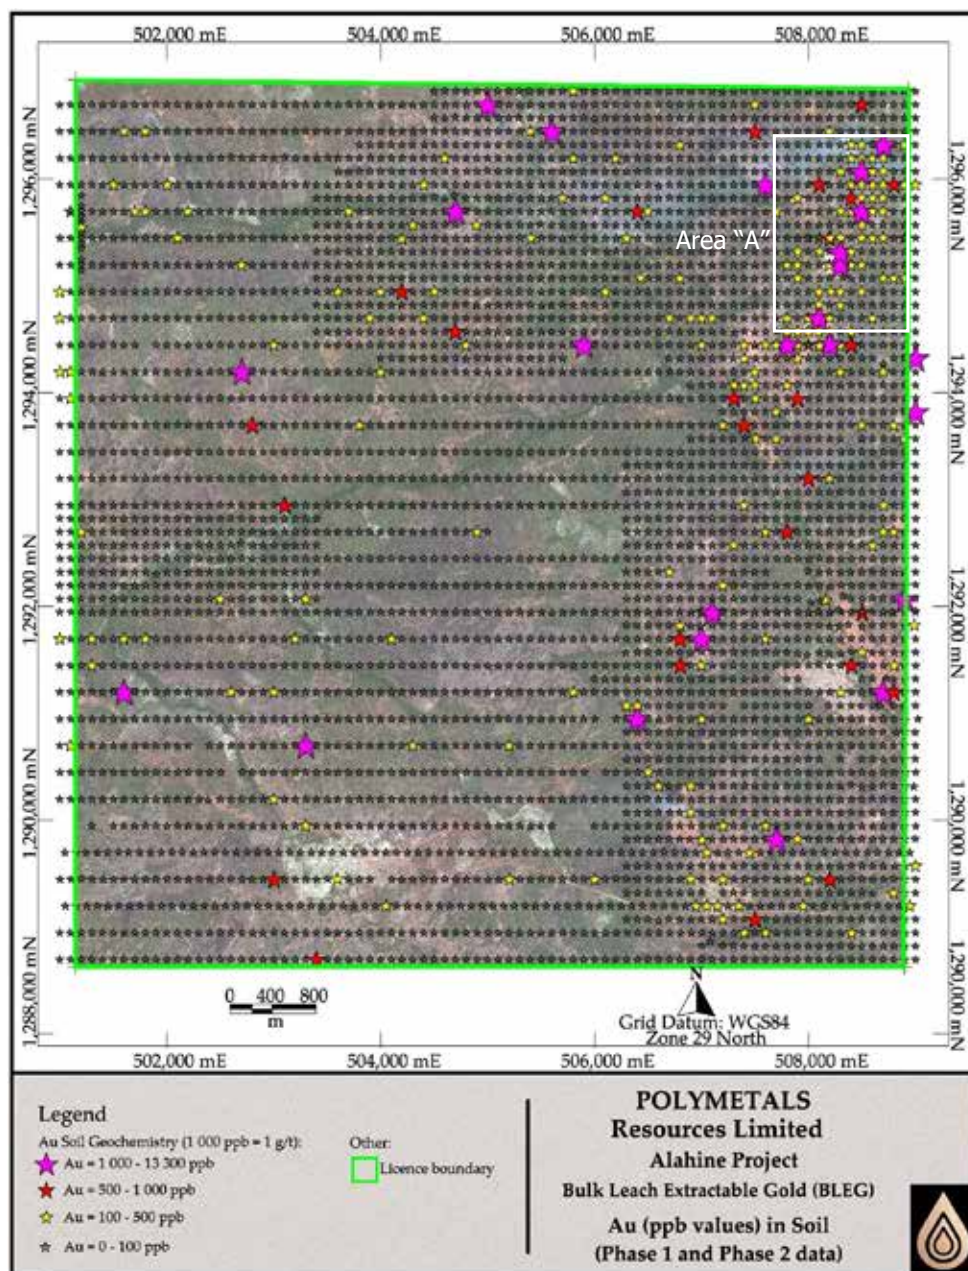 502,000 mE 504,000 mE 506,000 mE 508,000 mE
1,296,000 mN
1,294,000 mN
1,292,000 mN
1,290,000 mN
1,288,000 mN
1,296,000 mN
1,294,000 mN
1,292,000 mN
1,290,000 mN
1,290,000 mN
Area "A"
0 400 800
m
N
Grid Datum: WGS84
Zone 29 North
502,000 mE 504,000 mE 506,000 mE 508,000 mE
Legend
Au Soil Geochemistry (1 000 ppb = 1 g/t):
Au = 1 000 - 13 300 ppb
Au = 500 - 1 000 ppb
Au = 100 - 500 ppb
Au = 0 - 100 ppb
Other:
Licence boundary
POLYMETALS
Resources Limited
Alahine Project
Bulk Leach Extractable Gold (BLEG)
Au (ppb values) in Soil
(Phase 1 and Phase 2 data)